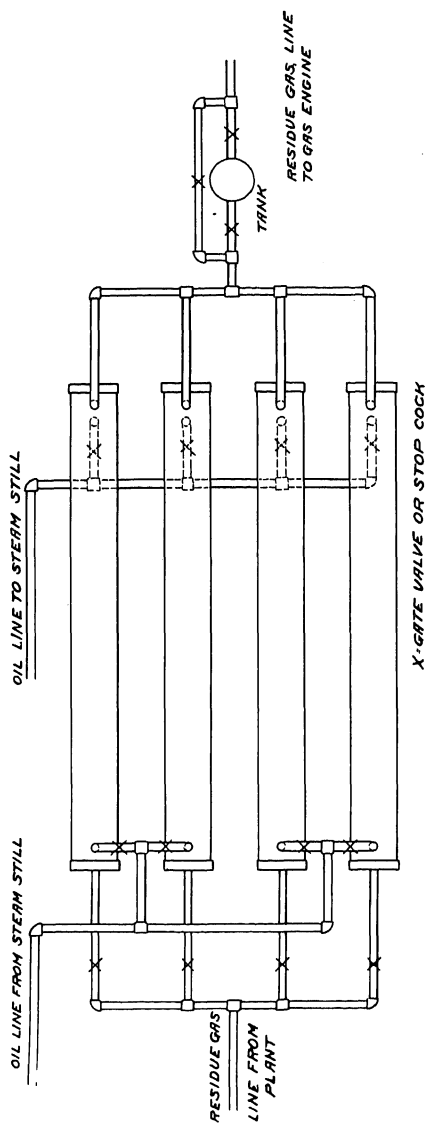 OIL LINE FROM STEAM STILL
OIL LINE TO STEAM STILL
RESIDUE GAS
LINE FROM
PLANT
TANK
RESIDUE GAS, LINE
TO GAS ENGINE
X-GATE VALVE OR STOP COCK